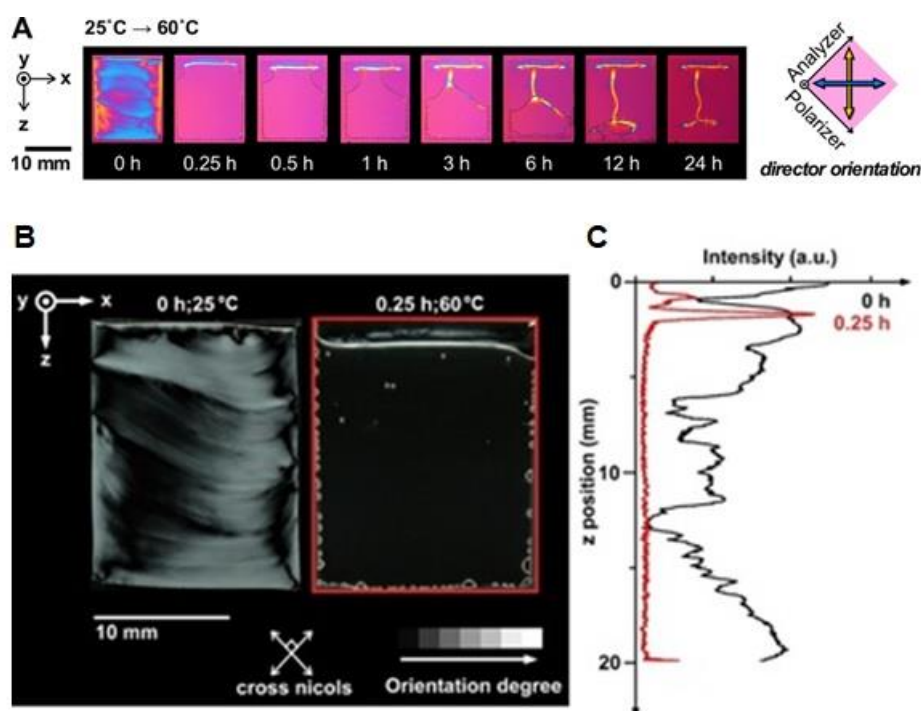 A
25°C → 60°C
y
x
z
10 mm
0 h
0.25 h
0.5 h
1 h
3 h
6 h
12 h
24 h
Analyzer
Polarizer
director orientation
B
y
x
z
0 h;25 °C
0.25 h;60°C
10 mm
cross nicols
Orientation degree
C
Intensity (a.u.)
0
0 h
0.25 h
10
20
z position (mm)